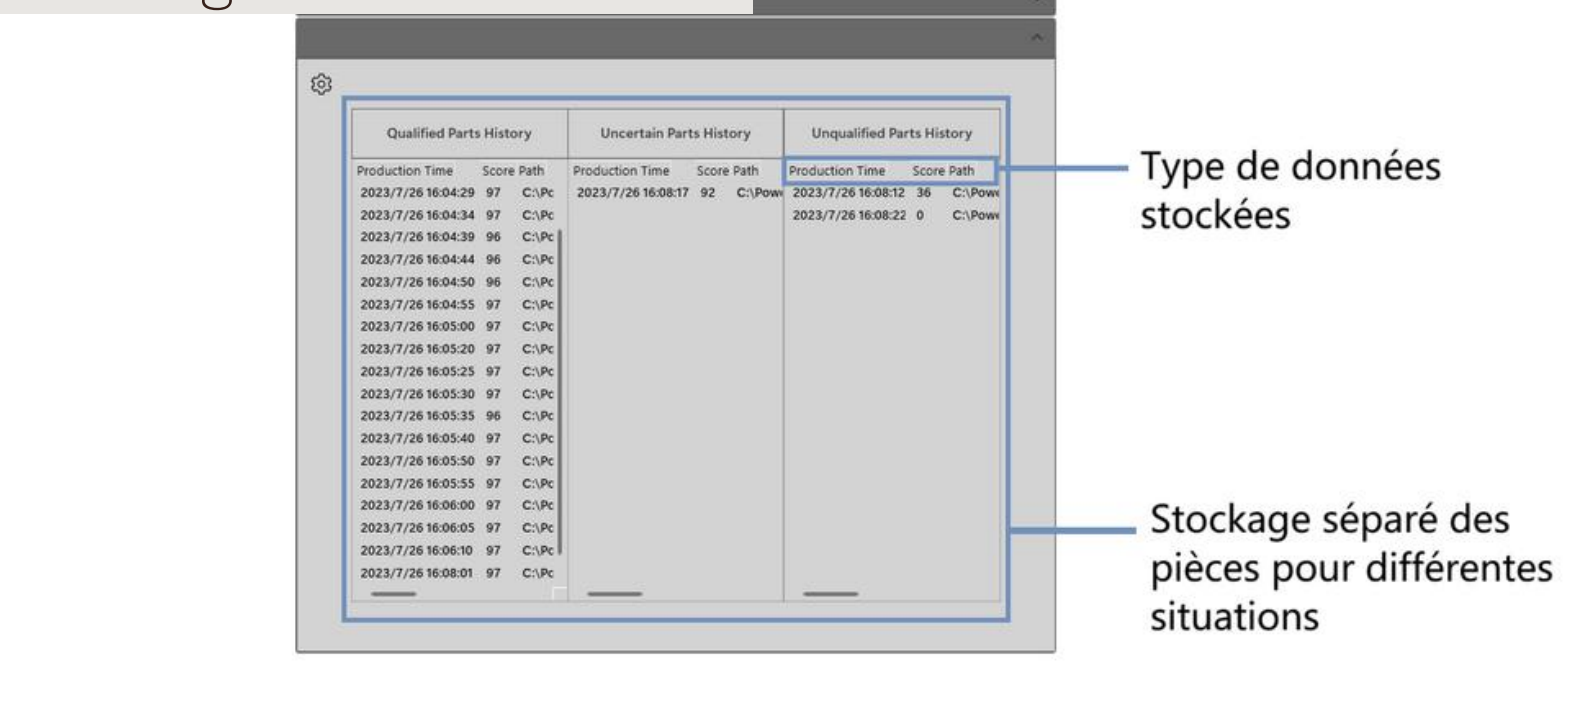 Qualified Parts History Uncertain Parts History Unqualified Parts History
Production Time Score Path Production Time Score Path Production Time Score Path
2023/7/26 16:04:29 97 C:\Pc 2023/7/26 16:08:17 92 C:\Pow 2023/7/26 16:08:12 36 C:\Powe
2023/7/26 16:04:34 97 C:\Pc 2023/7/26 16:08:22 0 C:\Powe
2023/7/26 16:04:39 96 C:\Pc
2023/7/26 16:04:44 96 C:\Pc
2023/7/26 16:04:50 96 C:\Pc
2023/7/26 16:04:55 97 C:\Pc
2023/7/26 16:05:00 97 C:\Pc
2023/7/26 16:05:20 97 C:\Pc
2023/7/26 16:05:25 97 C:\Pc
2023/7/26 16:05:30 97 C:\Pc
2023/7/26 16:05:35 96 C:\Pc
2023/7/26 16:05:40 97 C:\Pc
2023/7/26 16:05:50 97 C:\Pc
2023/7/26 16:05:55 97 C:\Pc
2023/7/26 16:06:00 97 C:\Pc
2023/7/26 16:06:05 97 C:\Pc
2023/7/26 16:06:10 97 C:\Pc
2023/7/26 16:08:01 97 C:\Pc
Type de données
stockées
Stockage séparé des
pièces pour différentes
situations